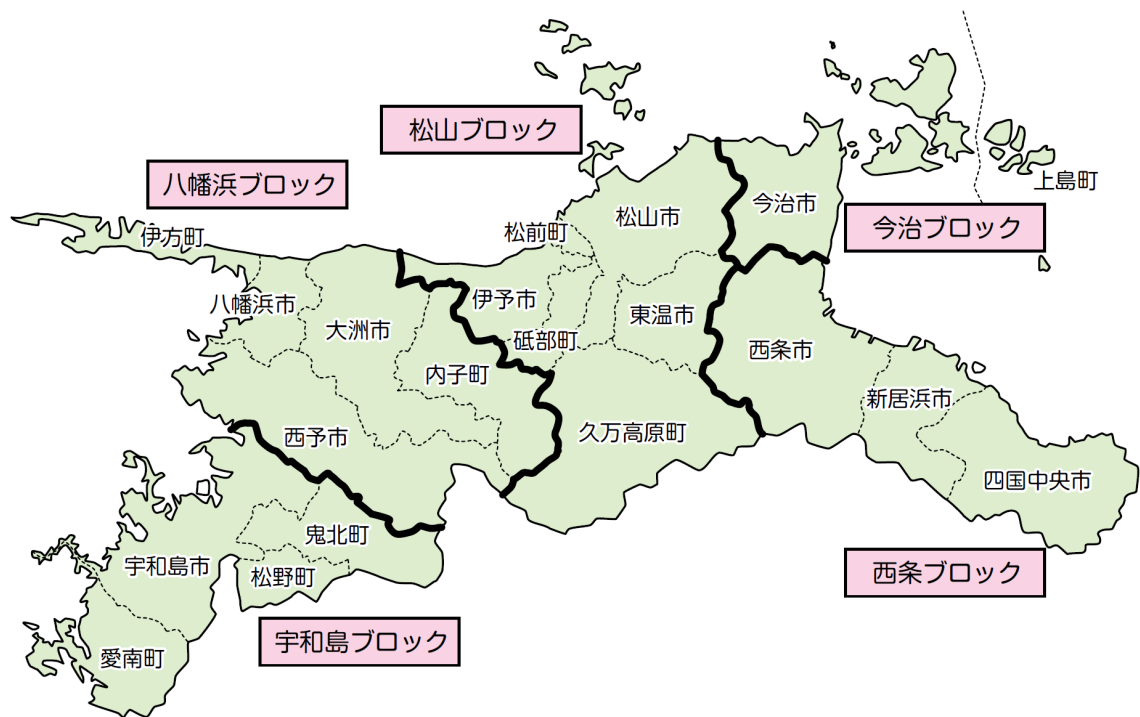 松山ブロック
八幡浜ブロック
上島町
今治市
松山市
今治ブロック
松前町
伊方町
伊予市
八幡浜市
東温市
大洲市
砥部町
西条市
内子町
新居浜市
久万高原町
西予市
四国中央市
鬼北町
宇和島市
松野町
西条ブロック
宇和島ブロック
愛南町